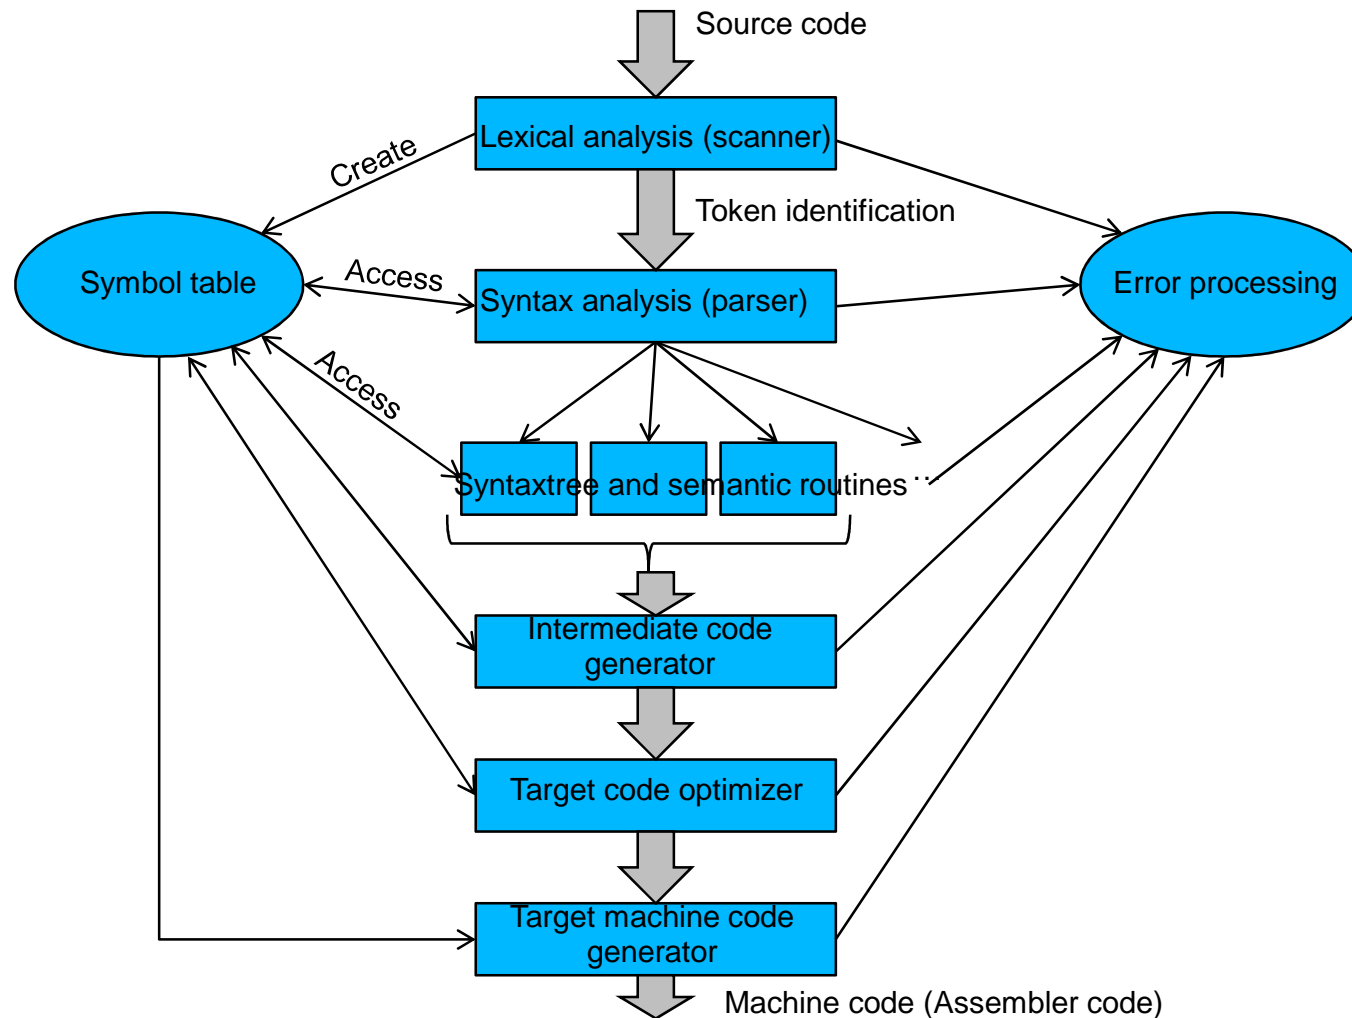 Source code
Lexical analysis (scanner)
Create
Token identification
Symbol table
Access
Syntax analysis (parser)
Error processing
Access
Syntaxtree and semantic routines
...
Intermediate code
generator
Target code optimizer
Target machine code
generator
Machine code (Assembler code)